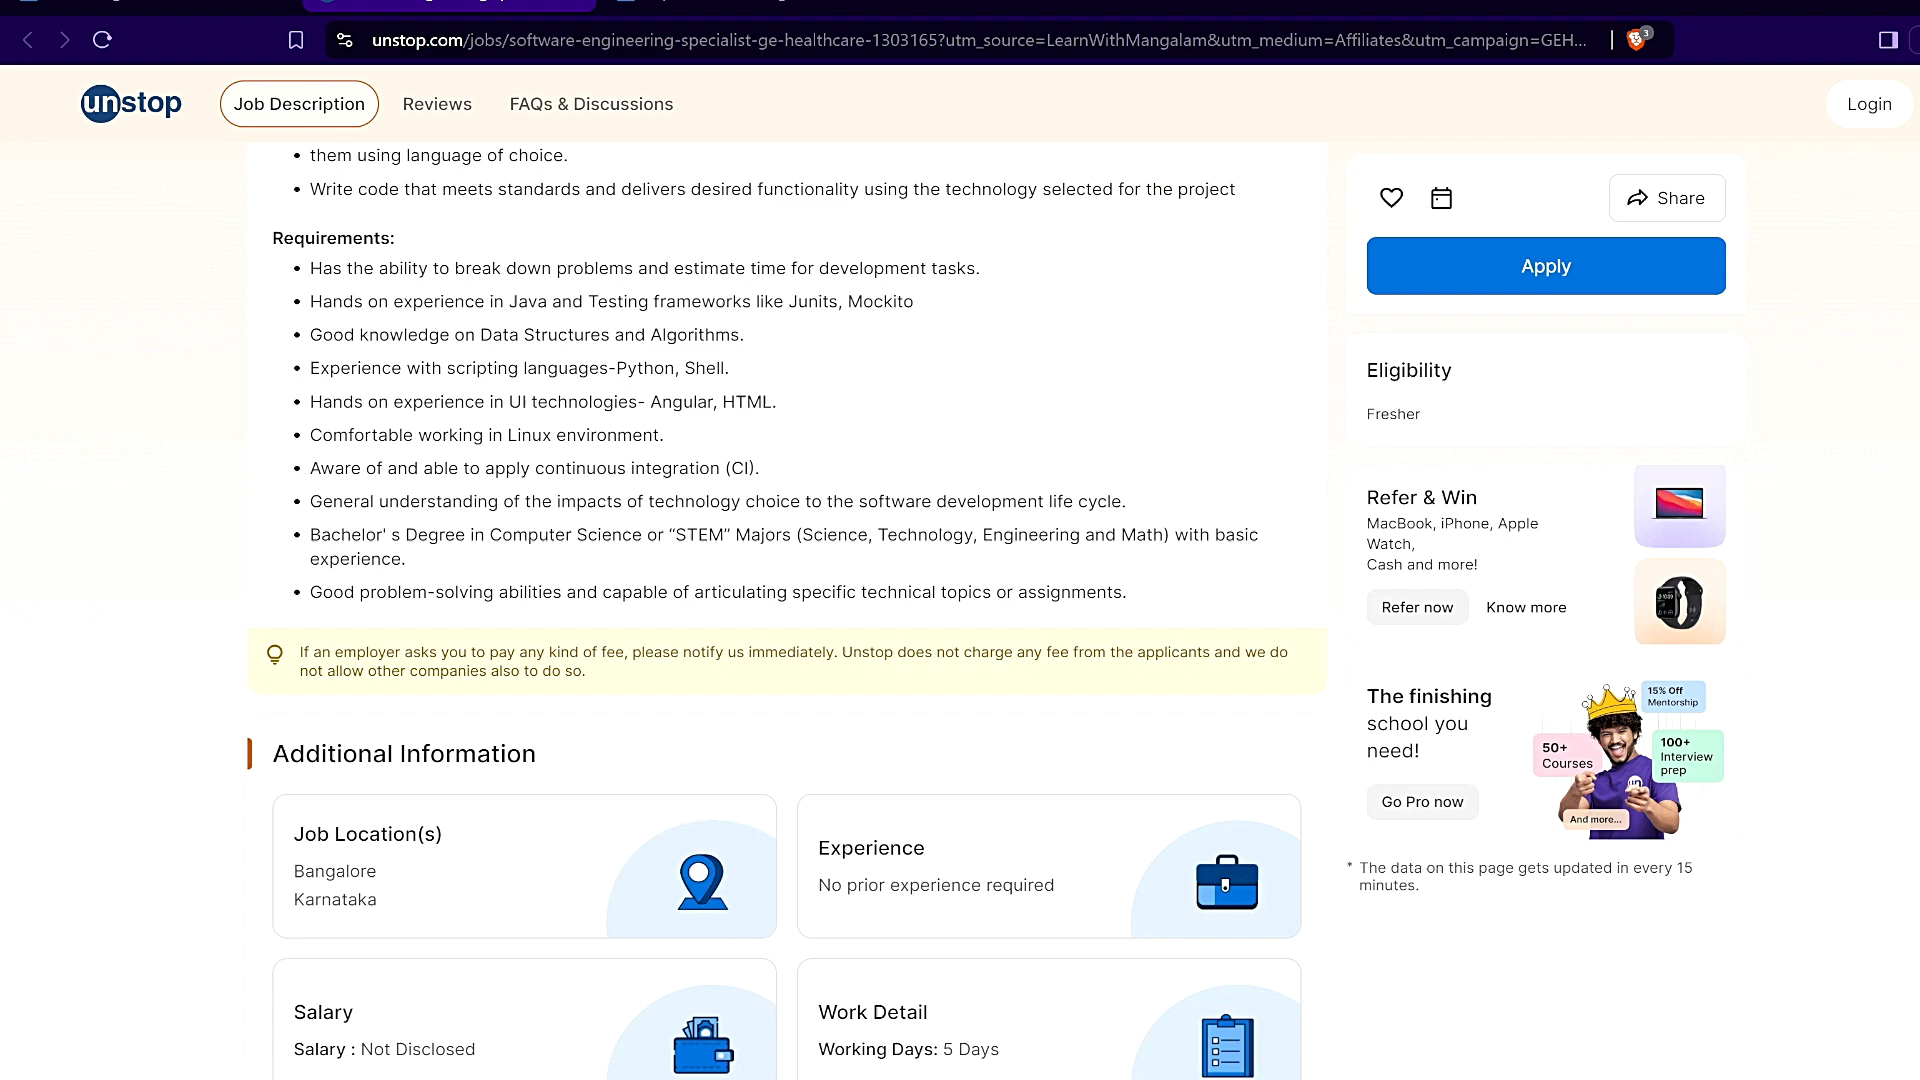 unstop.com/jobs/software-engineering-specialist-ge-healthcare-1303165?utm_source=LearnWithMangalam&utm_medium=Affiliates&utm_campaign=GEH...
3
unstop
Job Description
Reviews
FAQs & Discussions
Login
them using language of choice.
• Write code that meets standards and delivers desired functionality using the technology selected for the project
Requirements:
• Has the ability to break down problems and estimate time for development tasks.
• Hands on experience in Java and Testing frameworks like Junits, Mockito
• Good knowledge on Data Structures and Algorithms.
• Experience with scripting languages-Python, Shell.
• Hands on experience in UI technologies- Angular, HTML.
• Comfortable working in Linux environment.
• Aware of and able to apply continuous integration (CI).
• General understanding of the impacts of technology choice to the software development life cycle.
• Bachelor' s Degree in Computer Science or “STEM” Majors (Science, Technology, Engineering and Math) with basic
experience.
• Good problem-solving abilities and capable of articulating specific technical topics or assignments.
If an employer asks you to pay any kind of fee, please notify us immediately. Unstop does not charge any fee from the applicants and we do
not allow other companies also to do so.
Additional Information
Job Location(s)
Bangalore
Karnataka
Experience
No prior experience required
Salary
Salary : Not Disclosed
Work Detail
Working Days: 5 Days
Share
Apply
Eligibility
Fresher
Refer & Win
MacBook, iPhone, Apple
Watch,
Cash and more!
Refer now
Know more
The finishing
school you
need!
Go Pro now
15% Off
Mentorship
50+
Courses
100+
Interview
prep
un
And more...
* The data on this page gets updated in every 15
minutes.